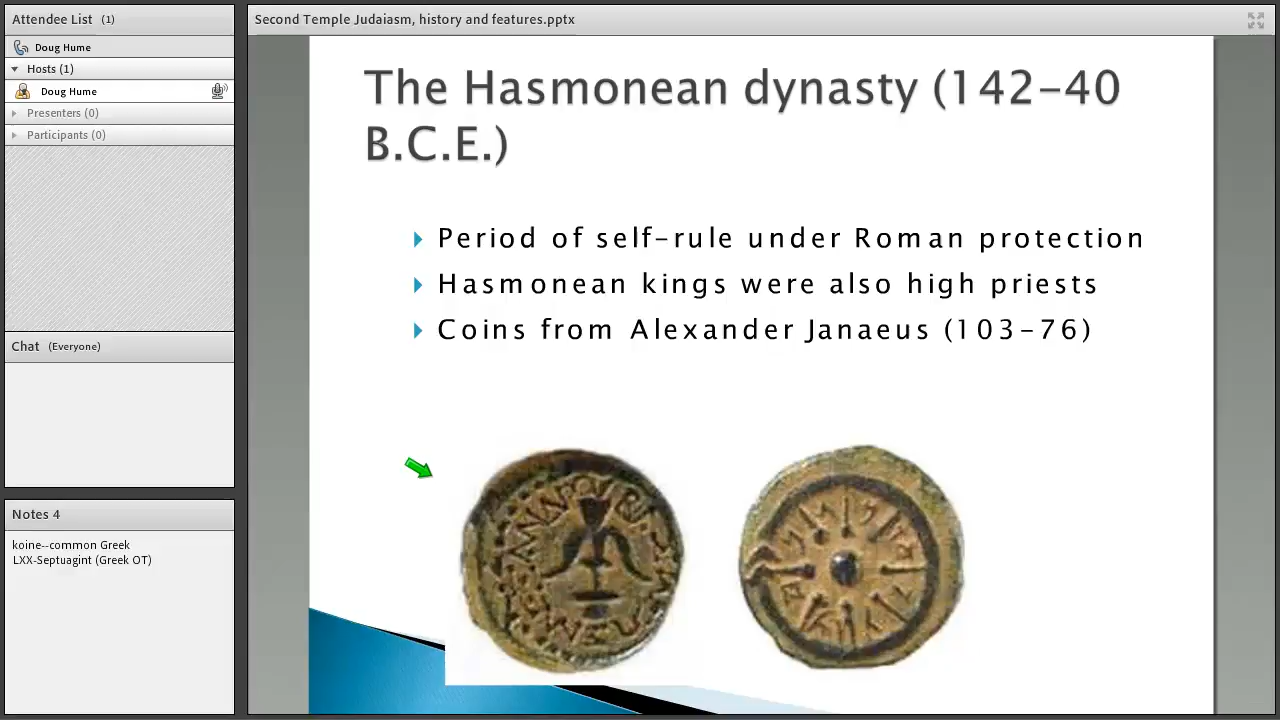 Attendee List (1)
Doug Hume
Hosts (1)
Doug Hume
Presenters (0)
Participants (0)
Chat (Everyone)
Notes 4
koine--common Greek
LXX-Septuagint (Greek OT)
Second Temple Judaiasm, history and features.pptx
The Hasmonean dynasty (142-40
B.C.E.)
Period of self-rule under Roman protection
Hasmonean kings were also high priests
Coins from Alexander Janaeus (103-76)